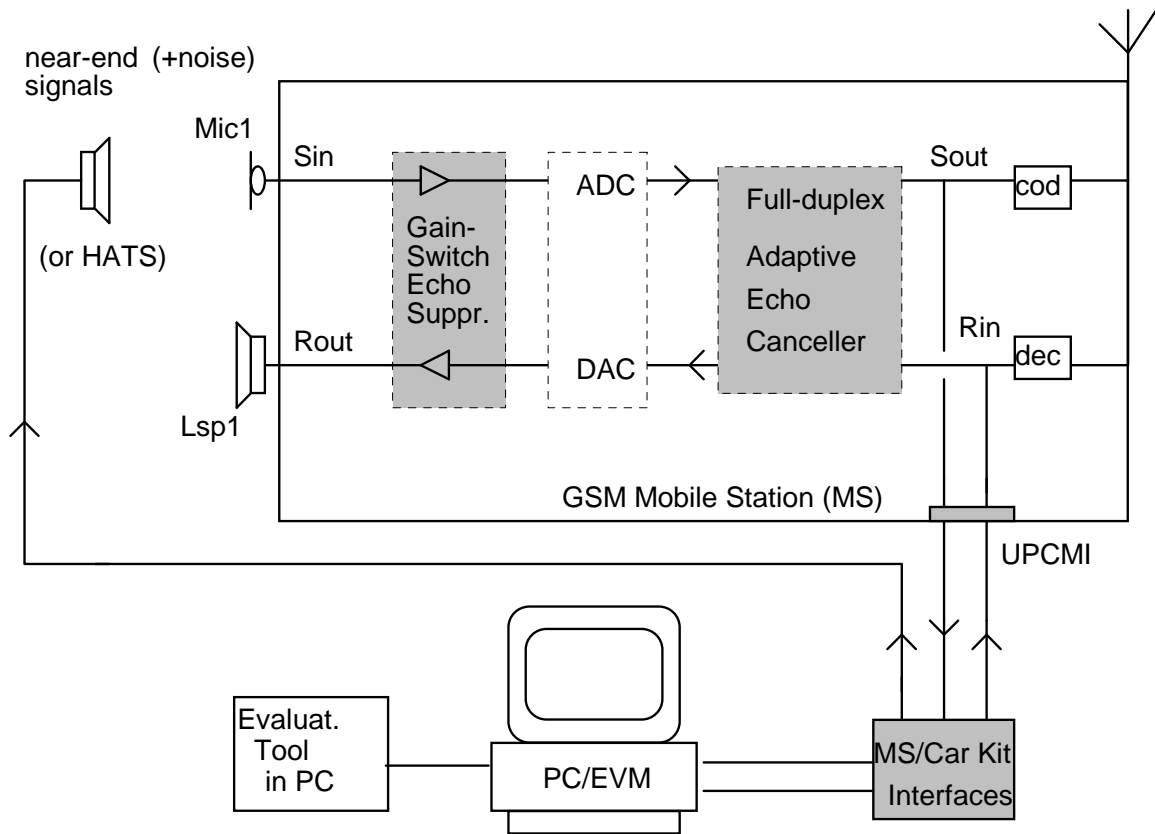 near-end (+noise)
signals
Mic1
Sin
(or HATS)
Gain-
Switch
Echo
Suppr.
ADC
Full-duplex
Adaptive
Echo
Canceller
Sout
cod
Rout
DAC
Rin
dec
Lsp1
GSM Mobile Station (MS)
UPCMI
Evaluat.
Tool
in PC
PC/EVM
MS/Car Kit
Interfaces